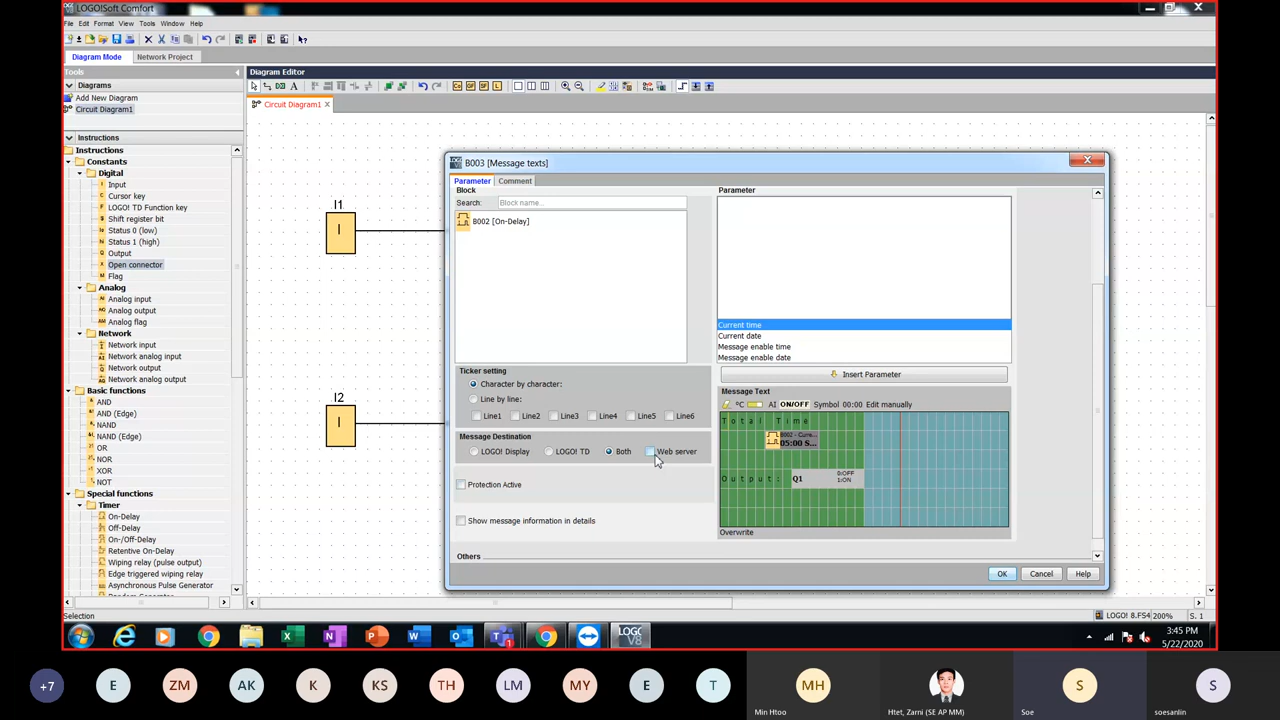 LOGO!Soft Comfort
File Edit Format View Tools Window Help
Diagram Mode Network Project
Tools
Diagram Editor
Diagrams
Add New Diagram
Circuit Diagram1
Circuit Diagram1
Instructions
Instructions
Constants
Digital
Input
Cursor key
LOGO! TD Function key
Shift register bit
Status 0 (low)
Status 1 (high)
Output
Open connector
Flag
Analog
Analog input
Analog output
Analog flag
Network
Network input
Network analog input
Network output
Network analog output
Basic functions
AND
AND (Edge)
NAND
NAND (Edge)
OR
NOR
XOR
NOT
Special functions
Timer
On-Delay
Off-Delay
On-/Off-Delay
Retentive On-Delay
Wiping relay (pulse output)
Edge triggered wiping relay
Asynchronous Pulse Generator
I1
I
I2
I
B003 [Message texts]
Parameter Comment
Block
Search: Block name...
B002 [On-Delay]
Parameter
Current time
Current date
Message enable time
Message enable date
Insert Parameter
Ticker setting
Character by character:
Line by line:
Line1 Line2 Line3 Line4 Line5 Line6
Message Destination
LOGO! Display LOGO! TD Both Web server
Protection Active
Show message information in details
Message Text
°C AI ON/OFF Symbol 00:00 Edit manually
Total Time
B002 - Curre...
05:00 S...
Output: Q1 0:OFF
1:ON
Overwrite
Others
OK Cancel Help
Selection
LOGO! 8.FS4 200% S. 1
3:45 PM
5/22/2020
+7 E ZM AK K KS TH LM MY E T MH S S
Min Htoo Htet, Zarni (SE AP MM) Soe soesanlin